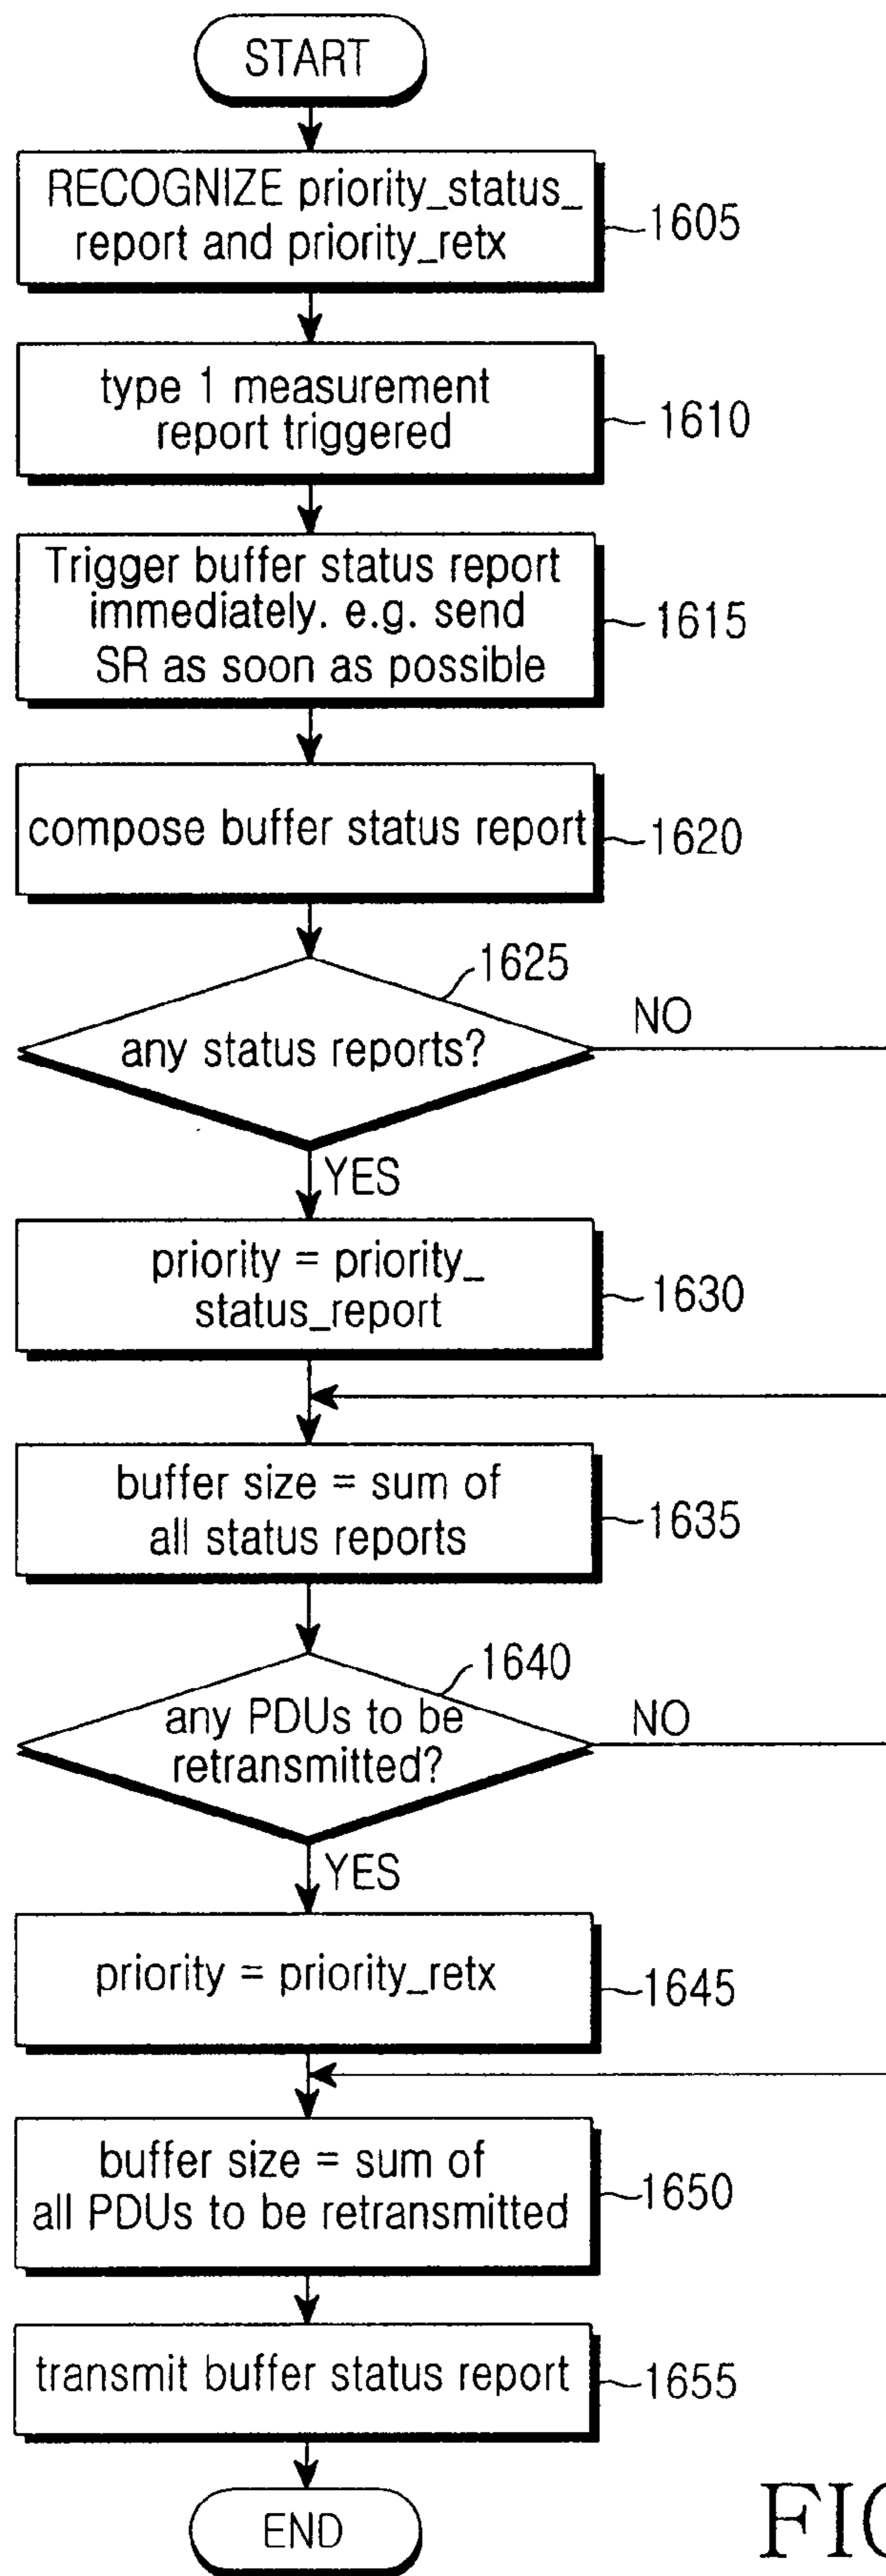 START
RECOGNIZE priority_status_
report and priority_retx
1605
type 1 measurement
report triggered
1610
Trigger buffer status report
immediately. e.g. send
SR as soon as possible
1615
compose buffer status report
1620
1625
any status reports?
NO
YES
priority = priority_
status_report
1630
buffer size = sum of
all status reports
1635
1640
any PDUs to be
retransmitted?
NO
YES
priority = priority_retx
1645
buffer size = sum of
all PDUs to be retransmitted
1650
transmit buffer status report
1655
END